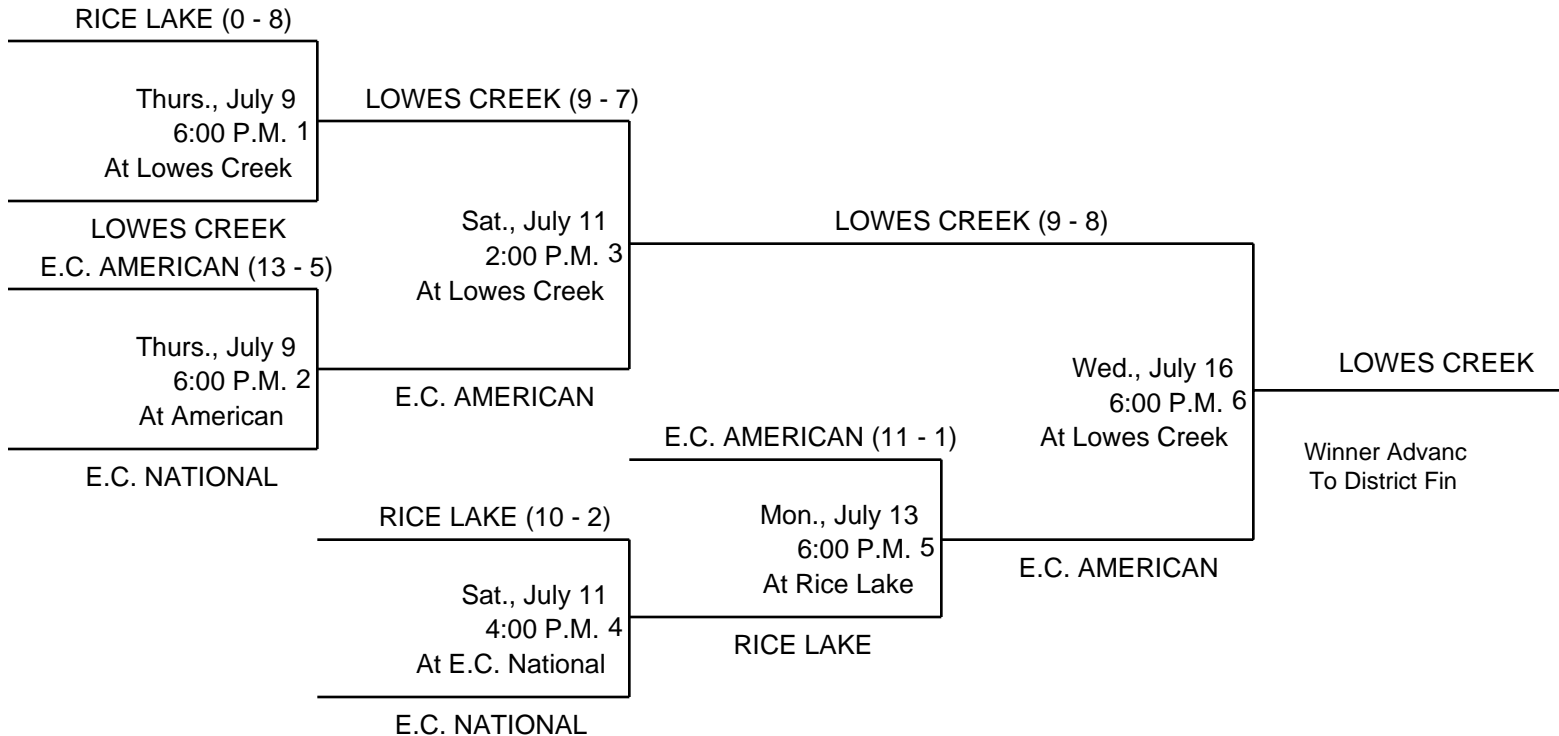 RICE LAKE (0 - 8)
Thurs., July 9
6:00 P.M. 1
At Lowes Creek
LOWES CREEK
LOWES CREEK (9 - 7)
E.C. AMERICAN (13 - 5)
Thurs., July 9
6:00 P.M. 2
At American
E.C. NATIONAL
Sat., July 11
2:00 P.M. 3
At Lowes Creek
E.C. AMERICAN
LOWES CREEK (9 - 8)
RICE LAKE (10 - 2)
Sat., July 11
4:00 P.M. 4
At E.C. National
E.C. NATIONAL
E.C. AMERICAN (11 - 1)
Mon., July 13
6:00 P.M. 5
At Rice Lake
RICE LAKE
Wed., July 16
6:00 P.M. 6
At Lowes Creek
E.C. AMERICAN
LOWES CREEK
Winner Advanc
To District Fin